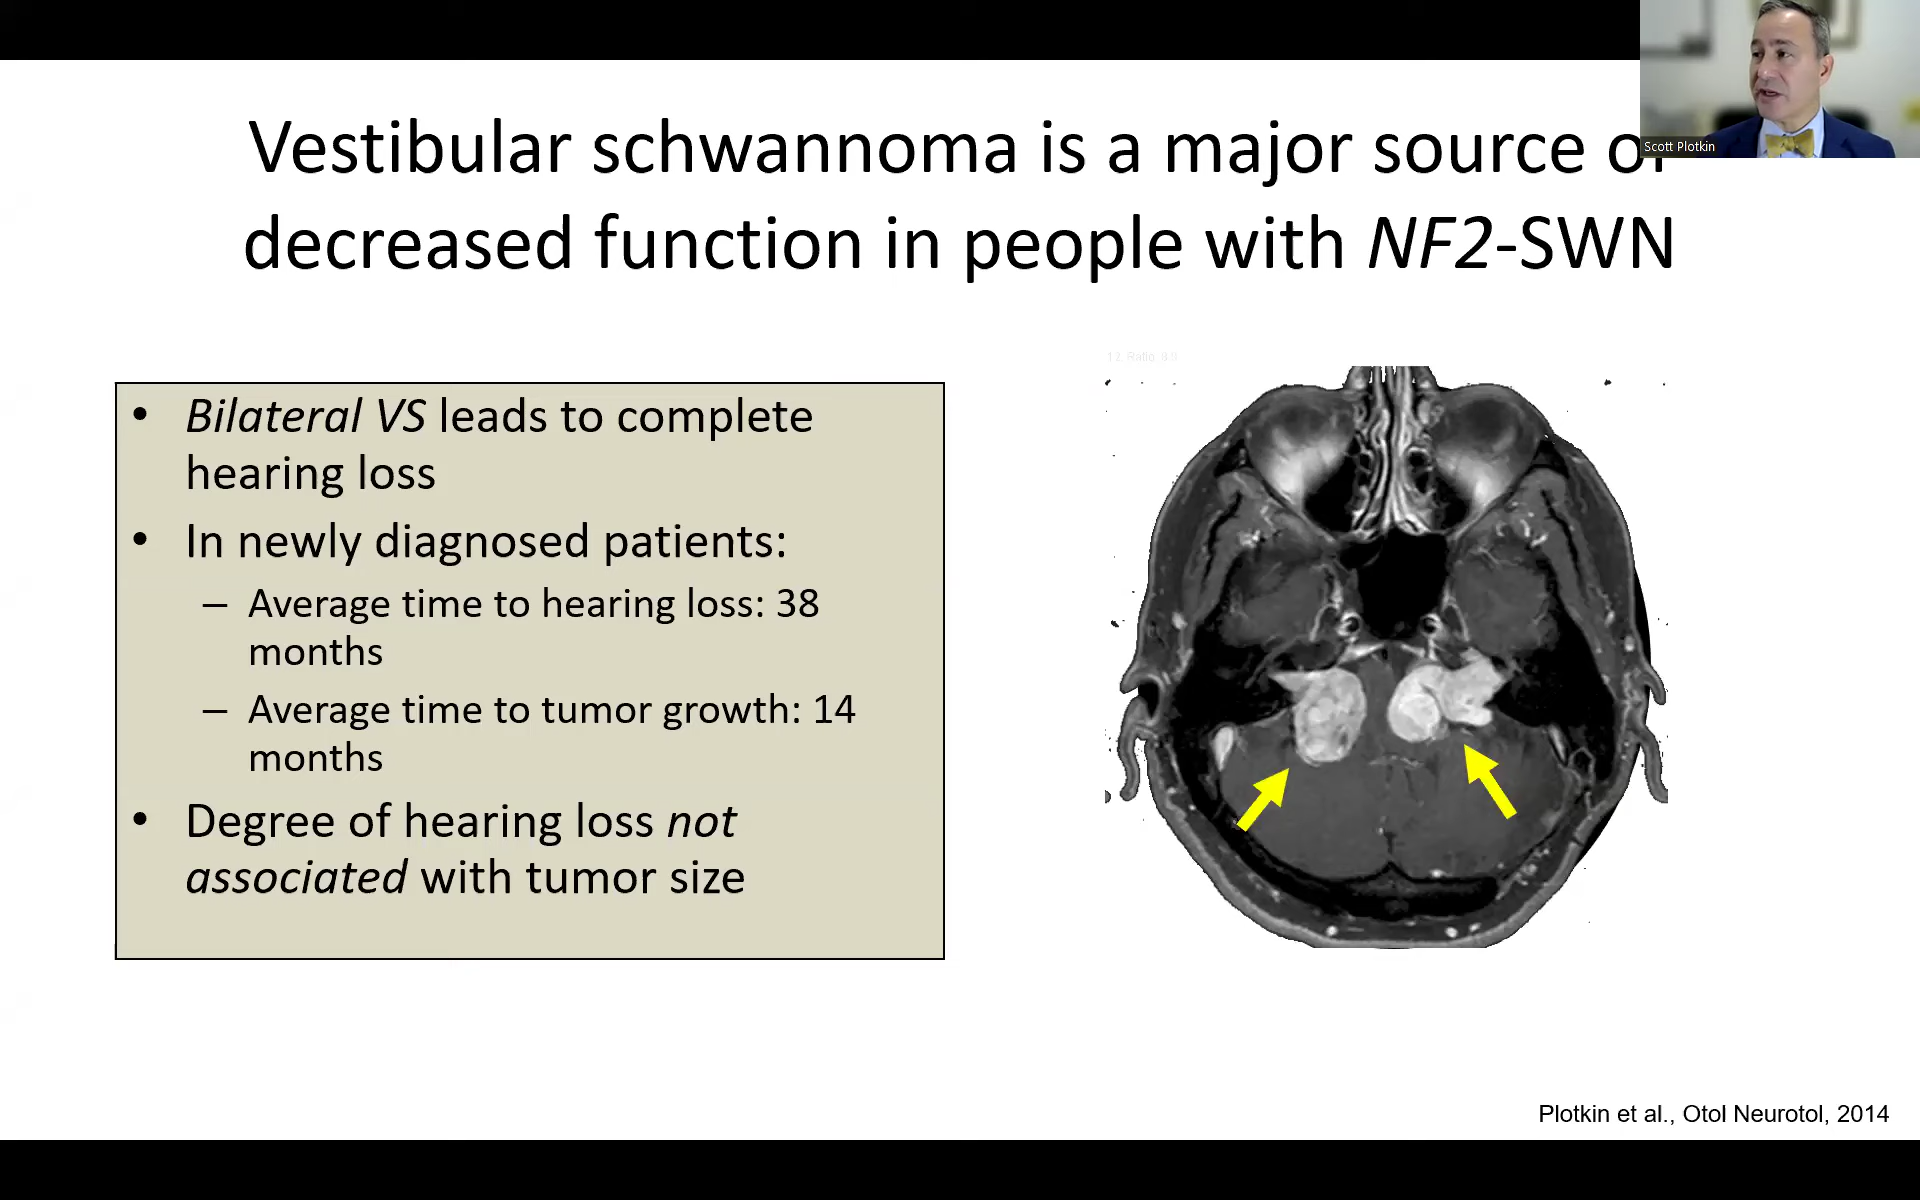 Vestibular schwannoma is a major source of
decreased function in people with NF2-SWN
Scott Plotkin
• Bilateral VS leads to complete
hearing loss
• In newly diagnosed patients:
– Average time to hearing loss: 38
months
– Average time to tumor growth: 14
months
• Degree of hearing loss not
associated with tumor size
Plotkin et al., Otol Neurotol, 2014